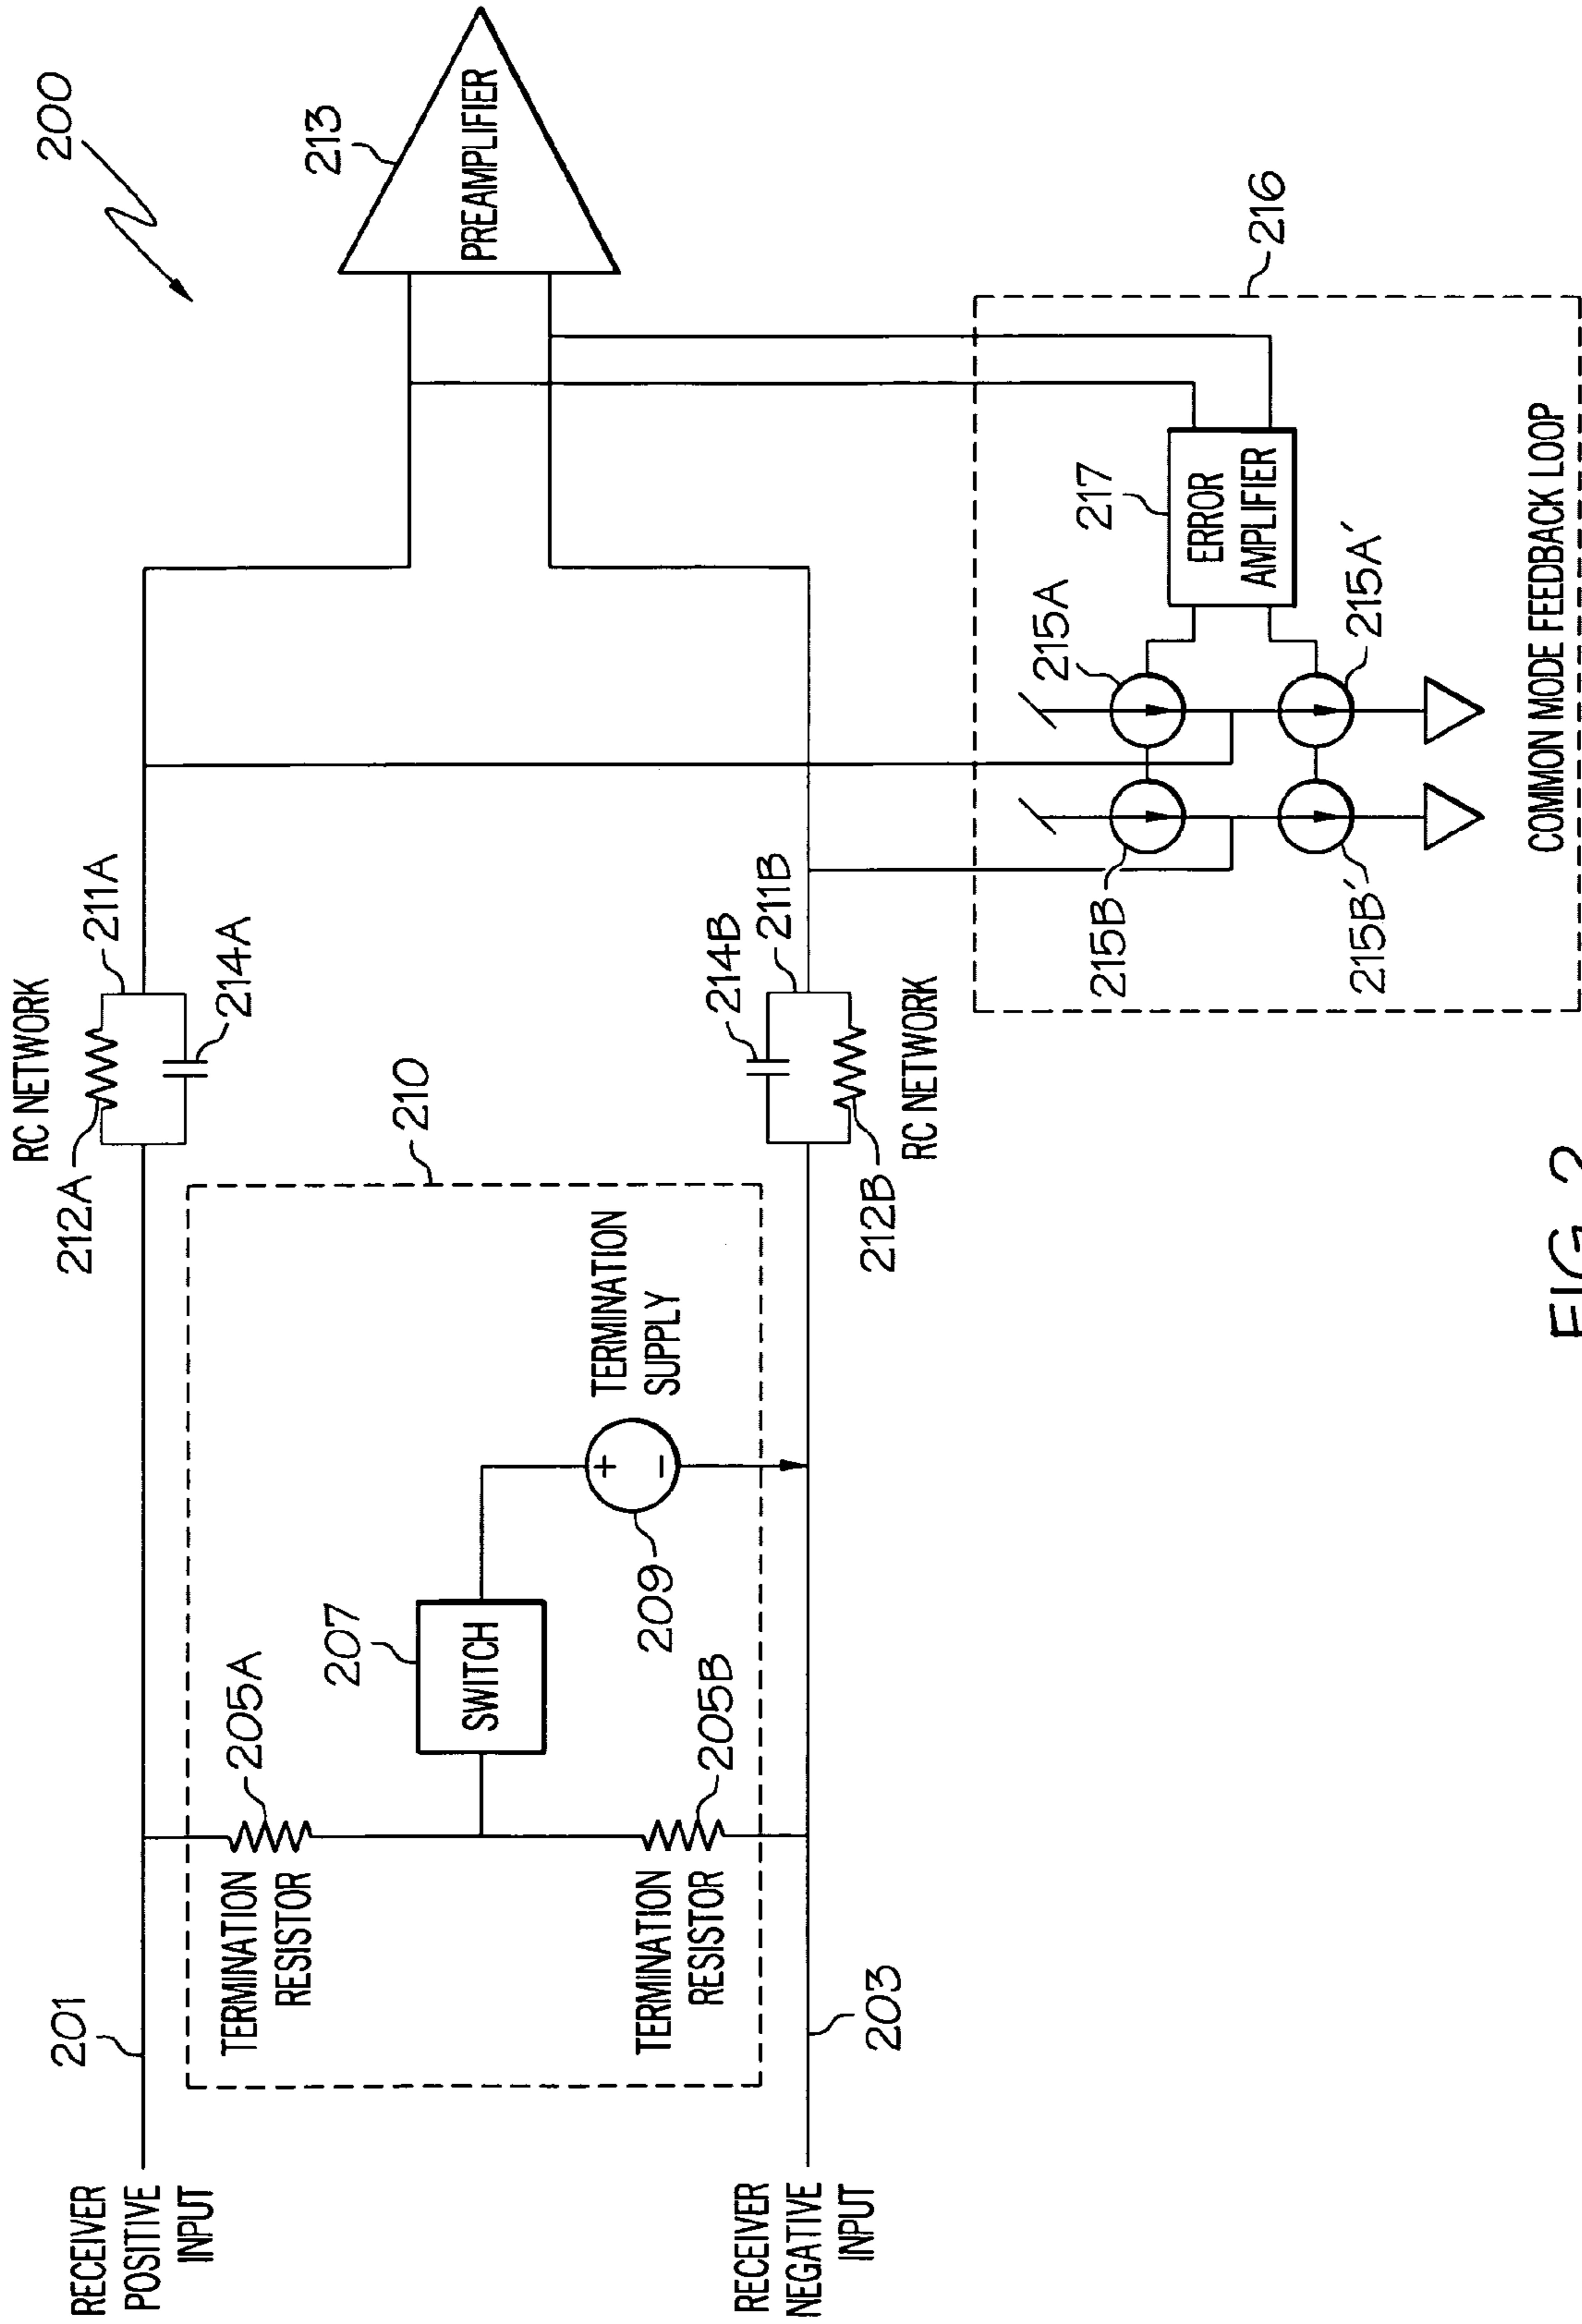 200
RC NETWORK
212A
211A
214A
213
PREAMPLIFIER
RECEIVER
POSITIVE
INPUT
201
TERMINATION
RESISTOR
205A
207
SWITCH
210
TERMINATION
SUPPLY
209
TERMINATION
RESISTOR
205B
RECEIVER
NEGATIVE
INPUT
203
214B
211B
212B
RC NETWORK
216
217
ERROR
AMPLIFIER
215A
215B
215A'
215B'
COMMON MODE FEEDBACK LOOP
+
−
FIG 2